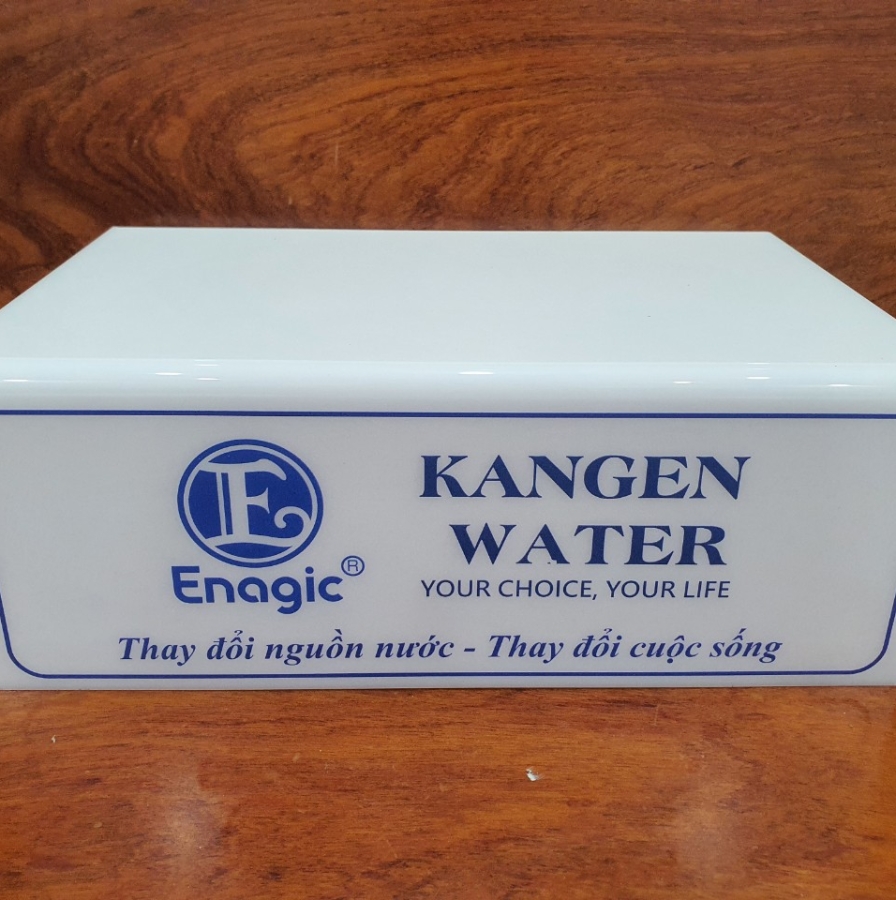 E
Enagic®
KANGEN
WATER
YOUR CHOICE, YOUR LIFE
Thay đổi nguồn nước - Thay đổi cuộc sống